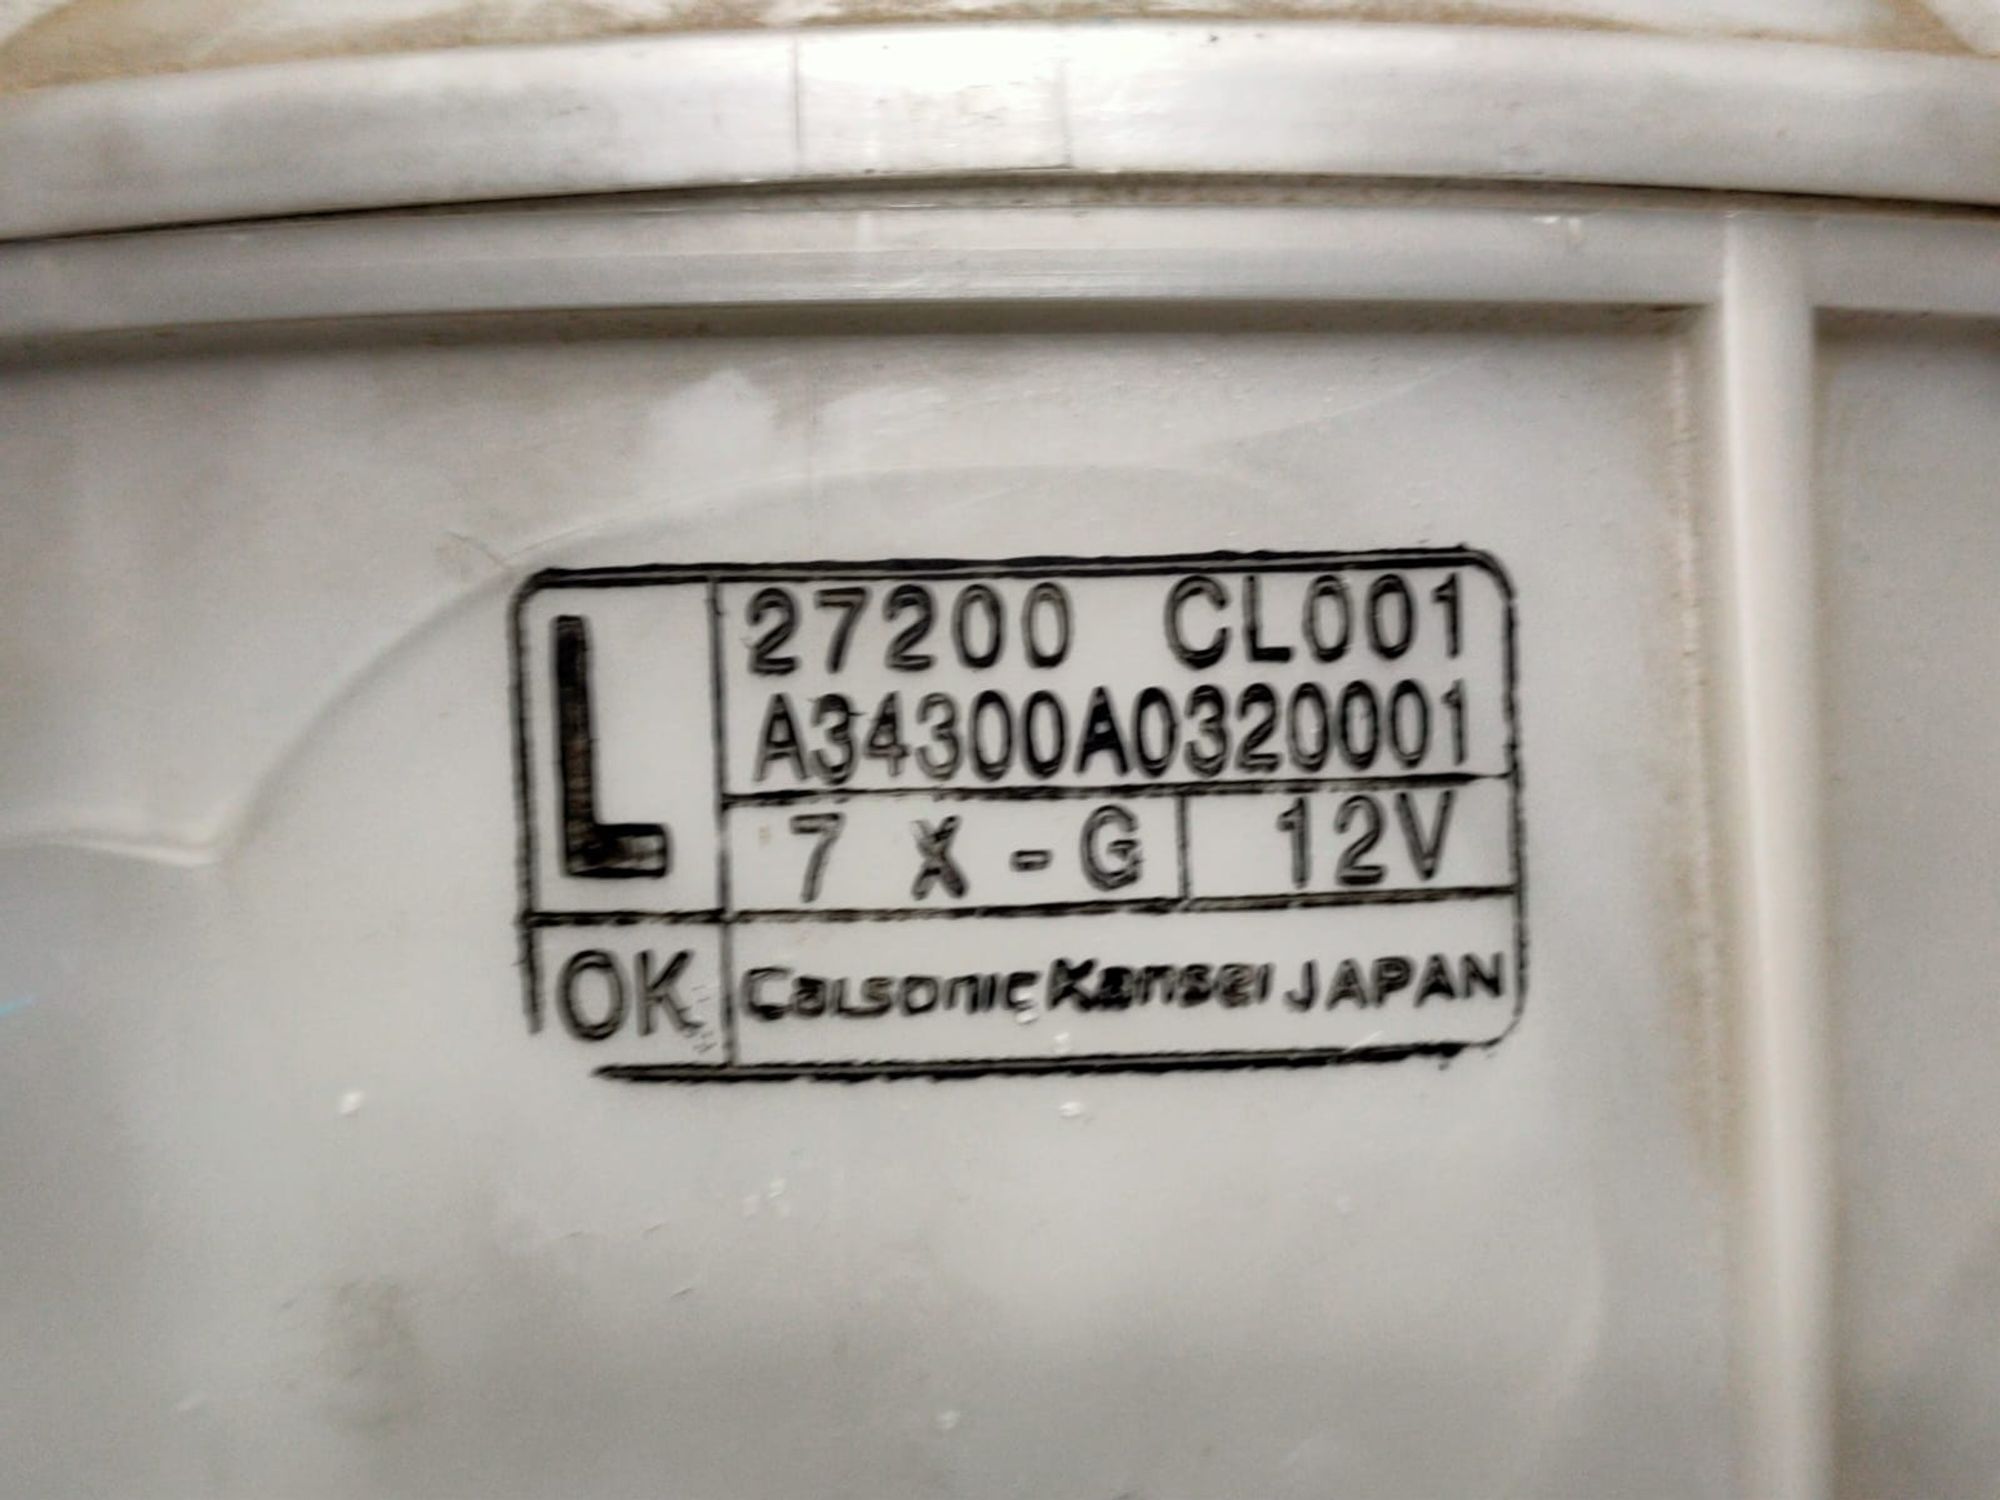 L
27200 CL001
A34300A0320001
7 X - G 12V
OK CalsonicKansei JAPAN